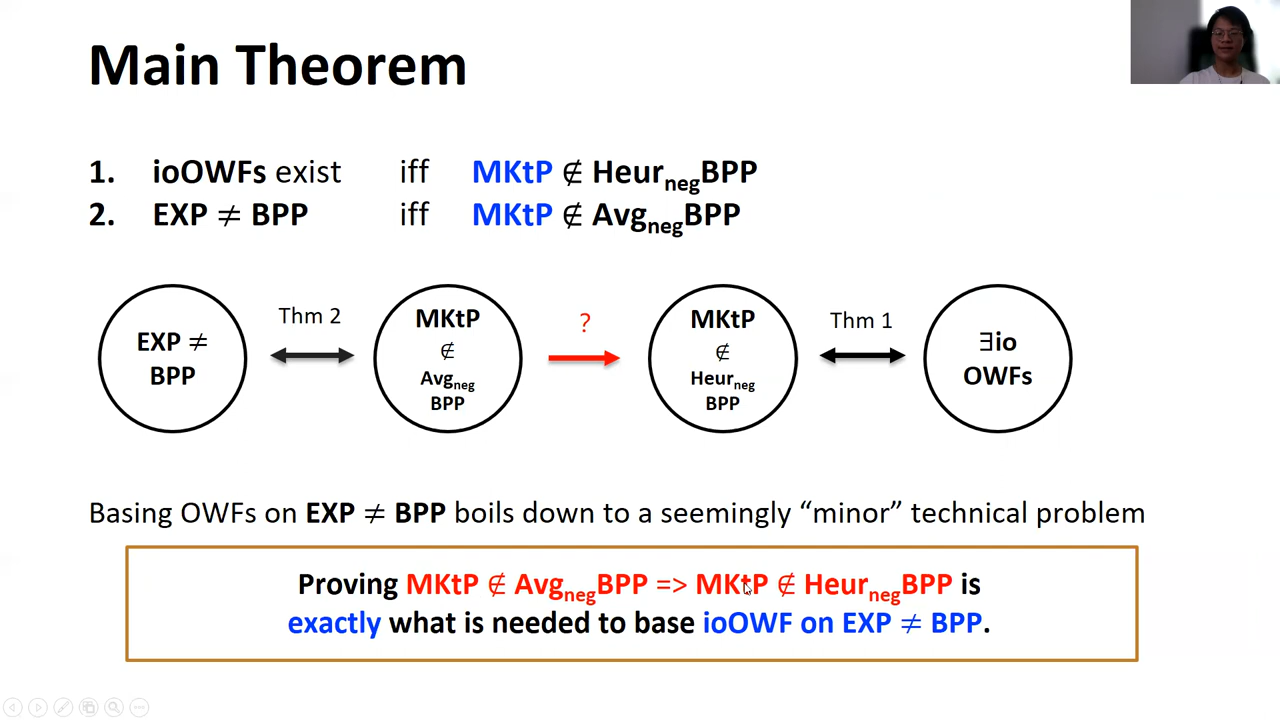 Main Theorem
1. ioOWFs exist iff MKtP ∉ HeurnegBPP
2. EXP ≠ BPP iff MKtP ∉ AvgnegBPP
EXP ≠
BPP
Thm 2
MKtP
∉
Avgneg
BPP
?
MKtP
∉
Heurneg
BPP
Thm 1
∃io
OWFs
Basing OWFs on EXP ≠ BPP boils down to a seemingly “minor” technical problem
Proving MKtP ∉ AvgnegBPP => MKtP ∉ HeurnegBPP is
exactly what is needed to base ioOWF on EXP ≠ BPP.